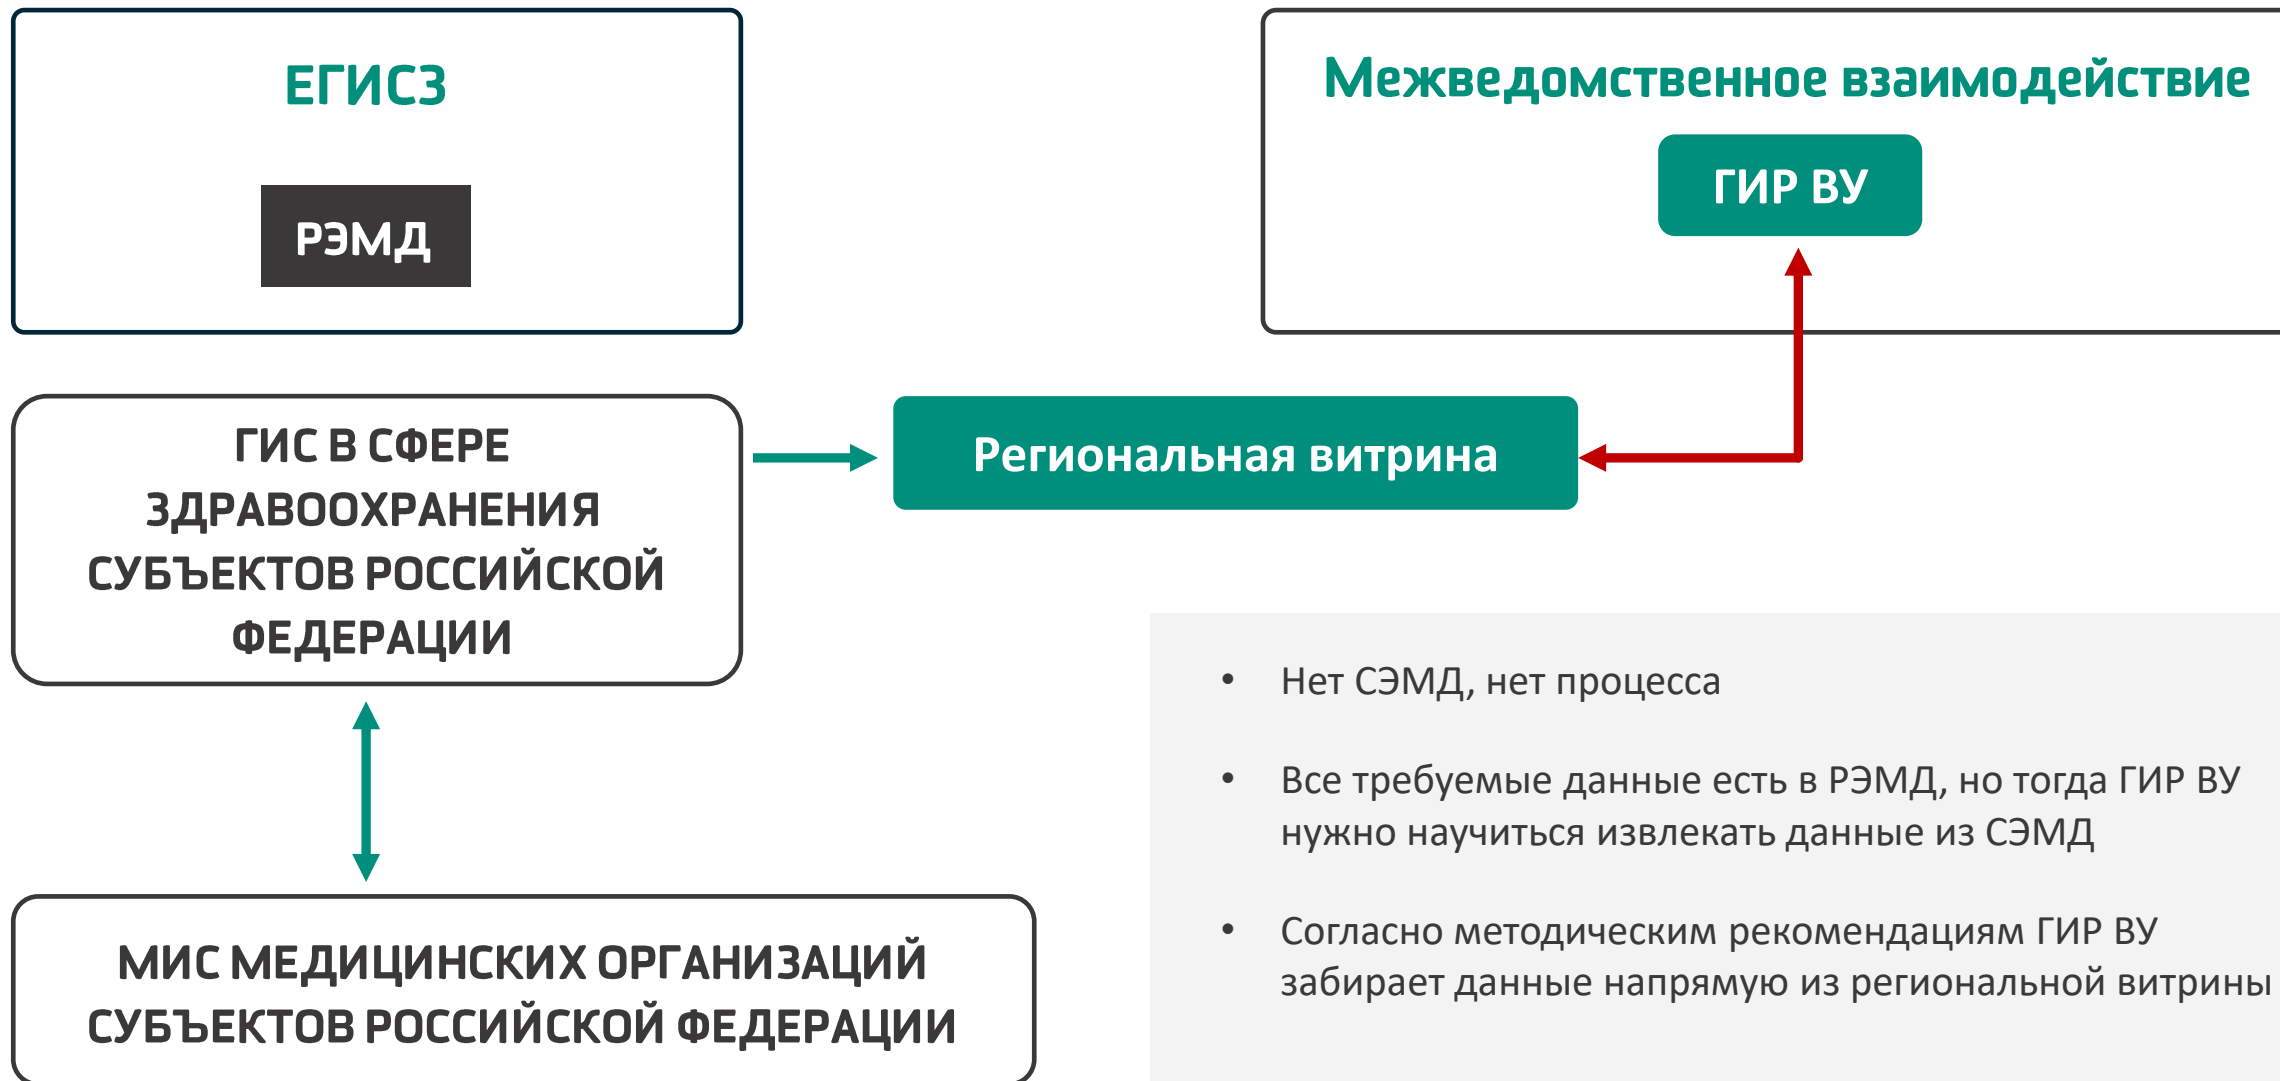 ЕГИСЗ
РЭМД
Межведомственное взаимодействие
ГИР ВУ
ГИС В СФЕРЕ
ЗДРАВООХРАНЕНИЯ
СУБЪЕКТОВ РОССИЙСКОЙ
ФЕДЕРАЦИИ
Региональная витрина
МИС МЕДИЦИНСКИХ ОРГАНИЗАЦИЙ
СУБЪЕКТОВ РОССИЙСКОЙ ФЕДЕРАЦИИ
• Нет СЭМД, нет процесса
• Все требуемые данные есть в РЭМД, но тогда ГИР ВУ
нужно научиться извлекать данные из СЭМД
• Согласно методическим рекомендациям ГИР ВУ
забирает данные напрямую из региональной витрины